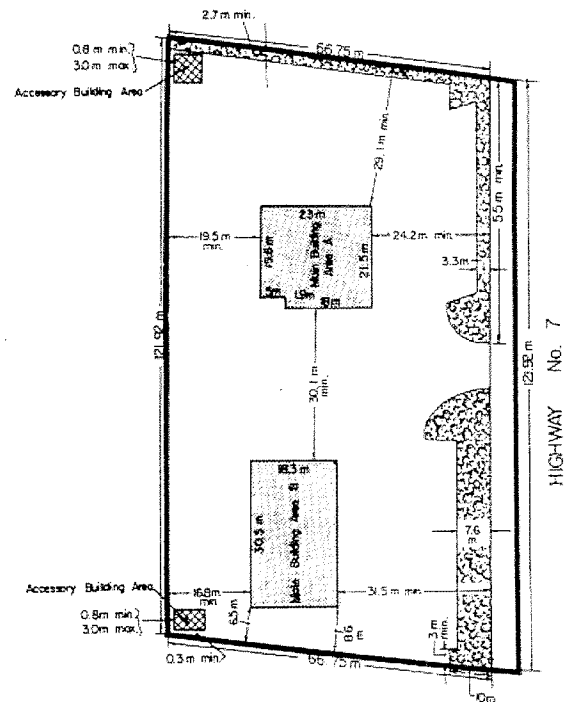 2.7 m min.
66.75 m
0.8 m min.
3.0 m max
Accessory Building Area
29.1 m min.
55 m min.
23 m
19.5 m
min.
24.2 m min.
Main Building
Area A
21.5 m
3.3 m
121.92 m
30.1 m
min.
121.92 m
HIGHWAY No. 7
18.3 m
30.5 m
Main Building Area B
7.6
m
Accessory Building Area
16.8 m
min.
31.5 m min.
0.8m min.
3.0m max.
6.5 m
8.6
m
3 m
min.
0.3 m min.
66.75 m
10m